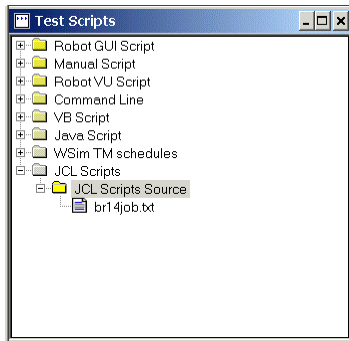 Test Scripts
Robot GUI Script
Manual Script
Robot VU Script
Command Line
VB Script
Java Script
WSim TM schedules
JCL Scripts
JCL Scripts Source
br14job.txt